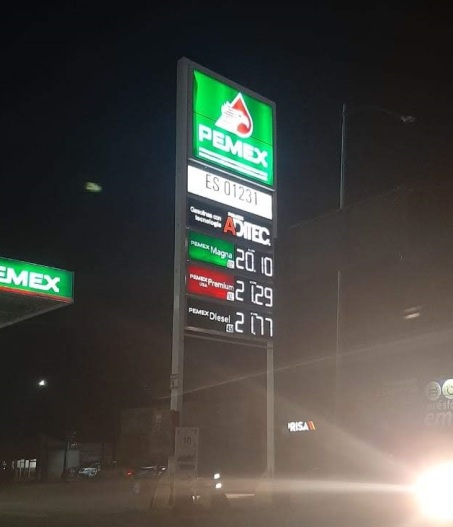 PEMEX
ES 01231
Gasolinas con
tecnología
ADITEC
PEMEX Magna 20.10
PEMEX Premium 21.29
PEMEX Diesel 21.77
PEMEX